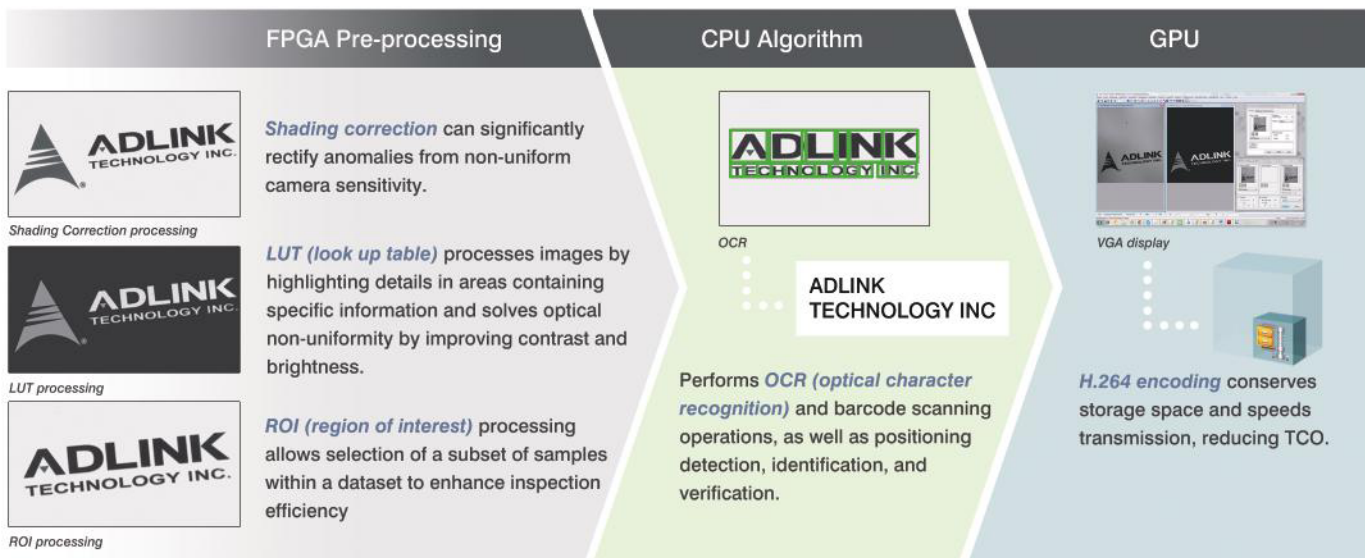 FPGA Pre-processing
CPU Algorithm
GPU
ADLINK
TECHNOLOGY INC.
®
Shading Correction processing
Shading correction can significantly
rectify anomalies from non-uniform
camera sensitivity.
ADLINK
TECHNOLOGY INC.
®
LUT processing
LUT (look up table) processes images by
highlighting details in areas containing
specific information and solves optical
non-uniformity by improving contrast and
brightness.
ADLINK
TECHNOLOGY INC.
ROI processing
ROI (region of interest) processing
allows selection of a subset of samples
within a dataset to enhance inspection
efficiency
ADLINK
TECHNOLOGY INC.
OCR
ADLINK
TECHNOLOGY INC
Performs OCR (optical character
recognition) and barcode scanning
operations, as well as positioning
detection, identification, and
verification.
ADLINK
ADLINK
VGA display
H.264 encoding conserves
storage space and speeds
transmission, reducing TCO.